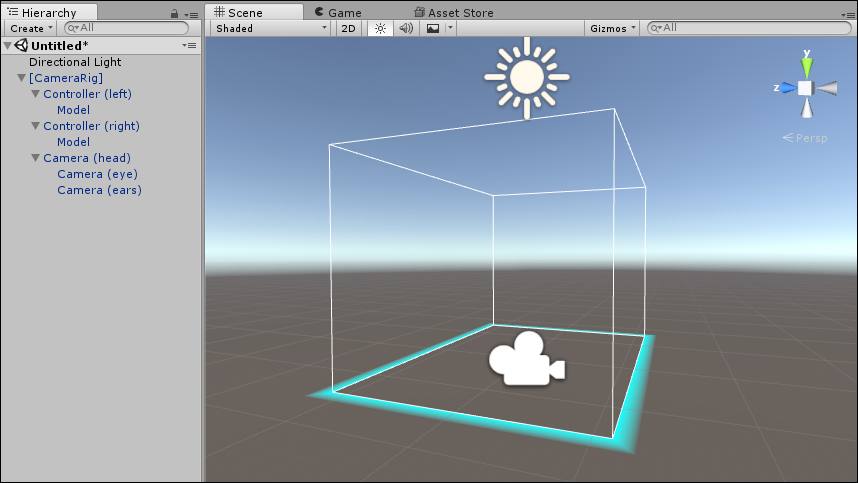 Hierarchy
Create
All
Untitled*
Directional Light
[CameraRig]
Controller (left)
Model
Controller (right)
Model
Camera (head)
Camera (eye)
Camera (ears)
Scene Game Asset Store
Shaded 2D Gizmos All
y
z
Persp